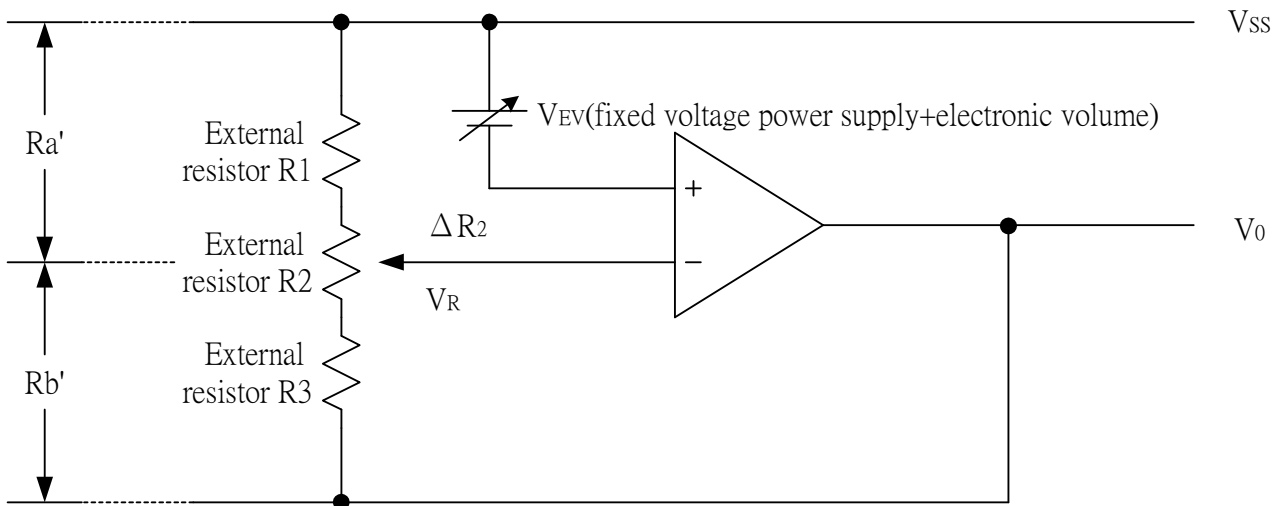 VSS
VEV(fixed voltage power supply+electronic volume)
Ra'
External
resistor R1
+
ΔR2
External
resistor R2
−
V0
VR
External
resistor R3
Rb'